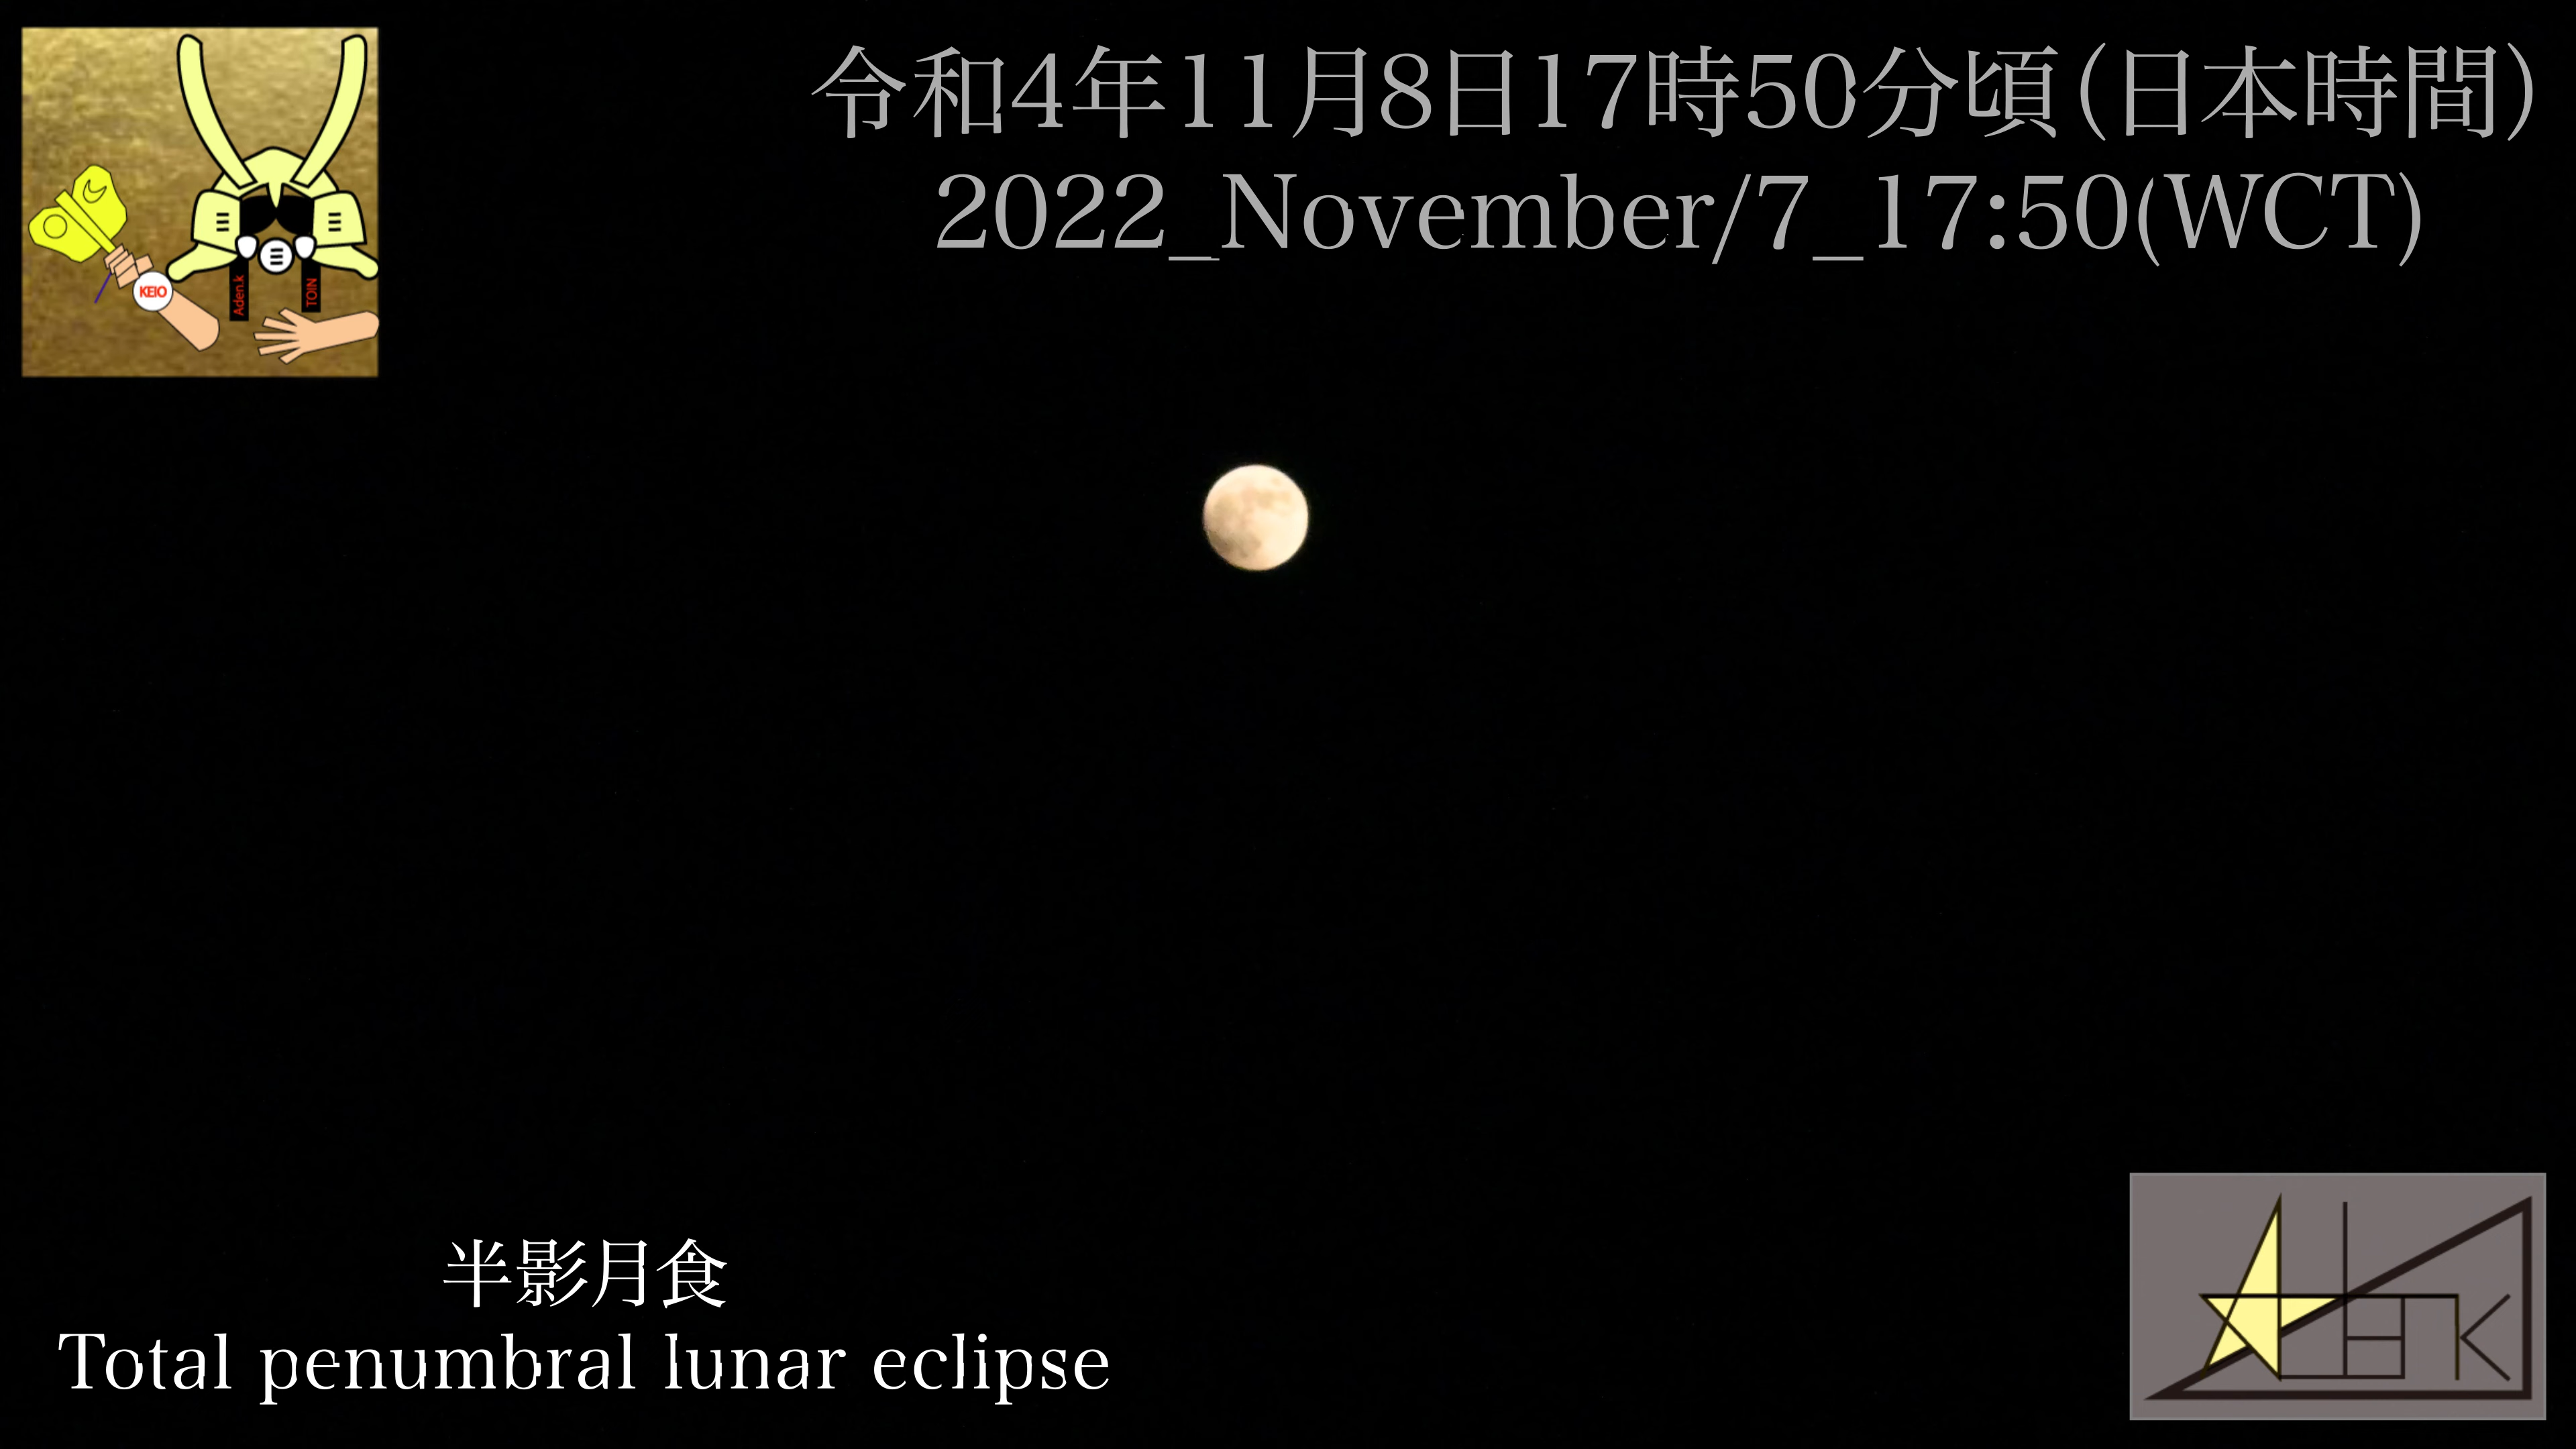 令和4年11月8日17時50分頃(日本時間)
2022_November/7_17:50(WCT)
KEIO
Aden.k
TOIN
半影月食
Total penumbral lunar eclipse